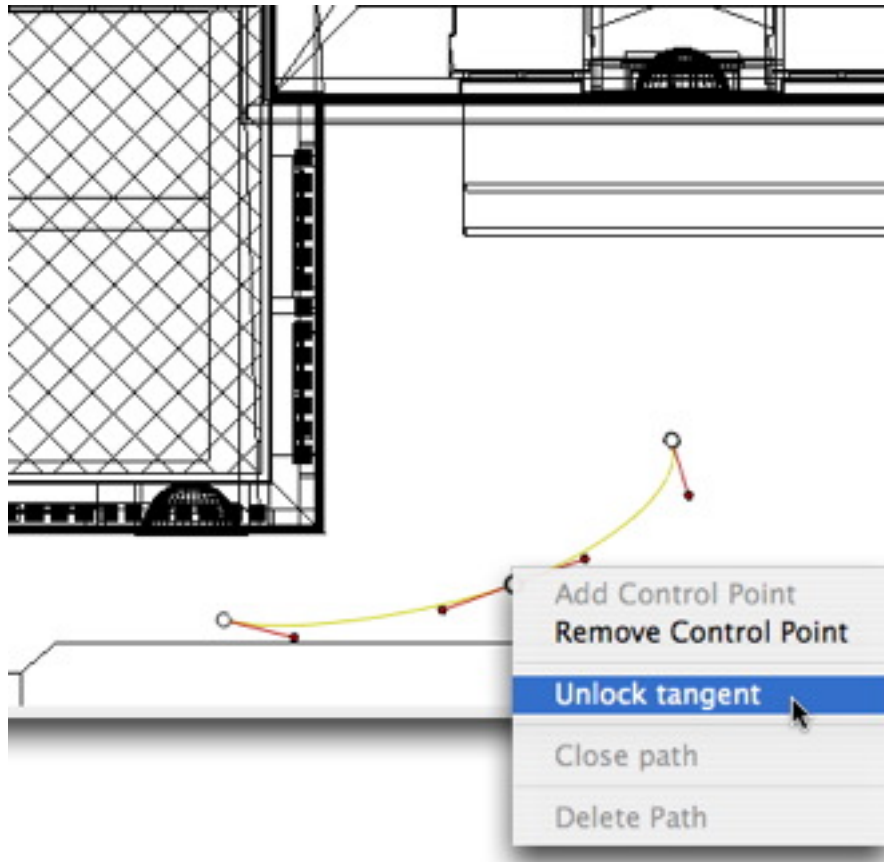 Add Control Point
Remove Control Point
Unlock tangent
Close path
Delete Path